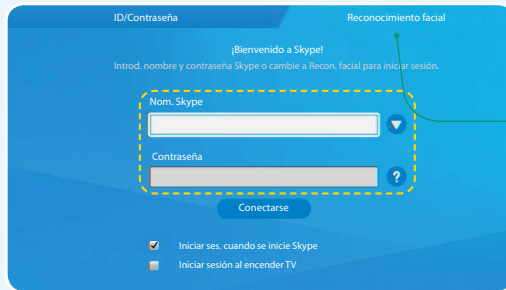 ID/Contraseña
Reconocimiento facial
¡Bienvenido a Skype!
Introd. nombre y contraseña Skype o cambie a Recon. facial para iniciar sesión.
Nom. Skype
Contraseña
?
Conectarse
Iniciar ses. cuando se inicie Skype
Iniciar sesión al encender TV